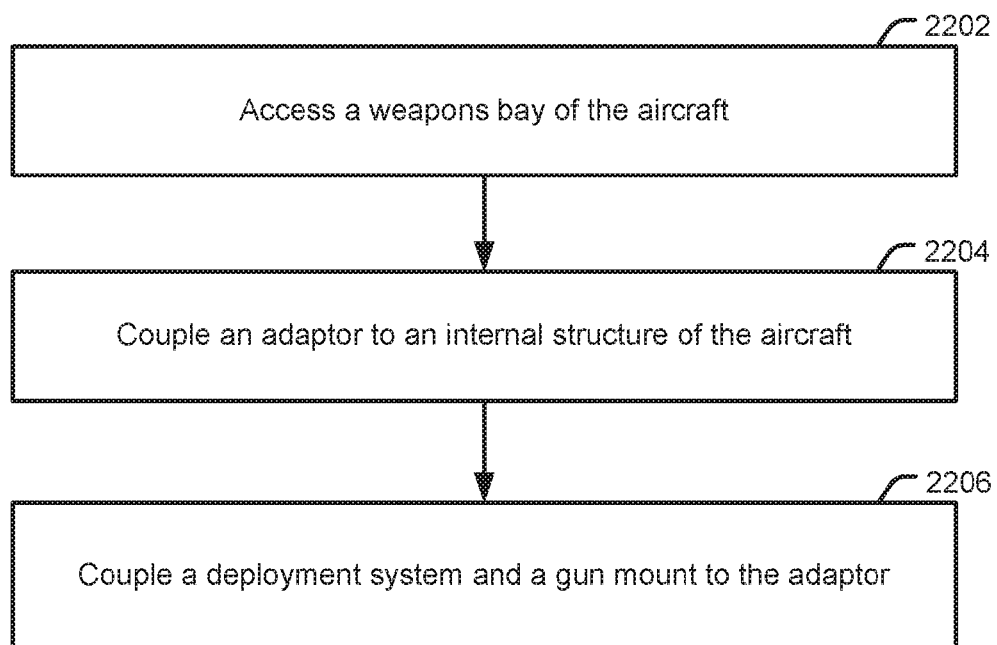 2202
Access a weapons bay of the aircraft
2204
Couple an adaptor to an internal structure of the aircraft
2206
Couple a deployment system and a gun mount to the adaptor